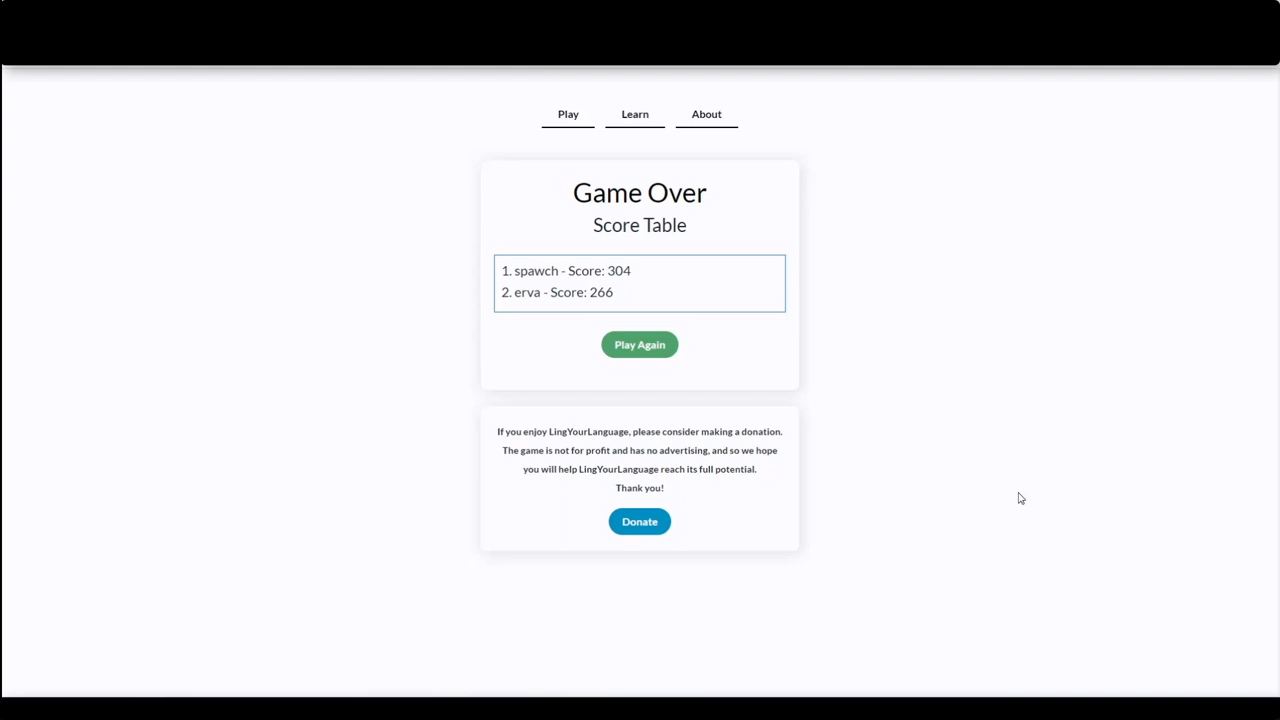 Play Learn About
Game Over
Score Table
1. spawch - Score: 304
2. erva - Score: 266
Play Again
If you enjoy LingYourLanguage, please consider making a donation.
The game is not for profit and has no advertising, and so we hope
you will help LingYourLanguage reach its full potential.
Thank you!
Donate